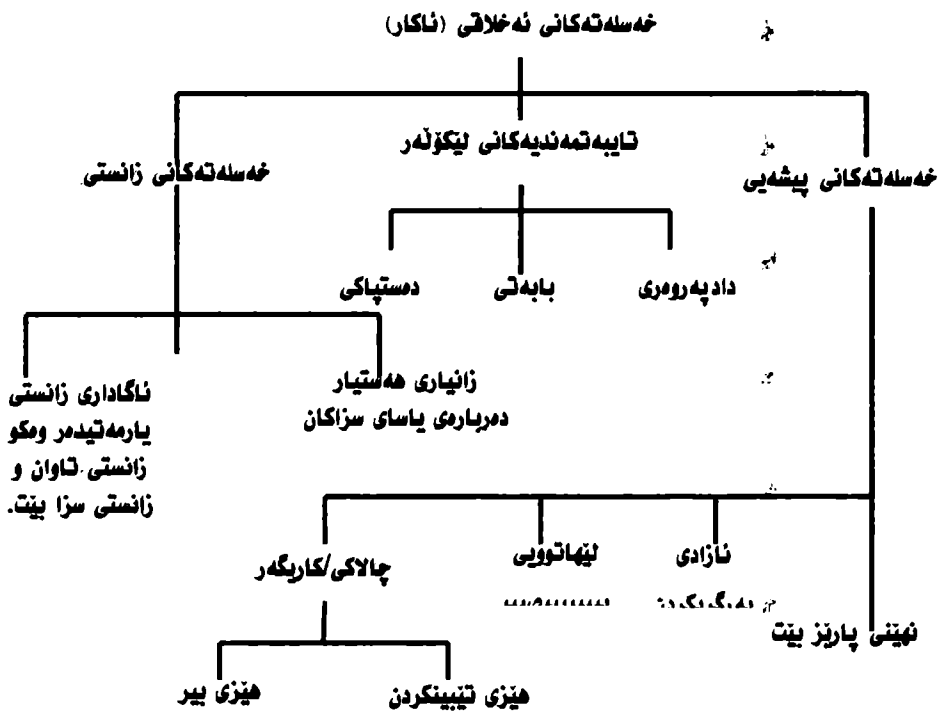 خەسلەتەکانی ئەخلاقی (ئاکار)
تایبەتمەندیەکانی لێکۆڵەر
خەسلەتەکانی پیشەیی
خەسلەتەکانی زانستی
دادپەروەری
بابەتی
دەستپاکی
زانیاری هەستیار
دەربارەی یاسای سزاکان
ئاگاداری زانستی
یارمەتیدەر وەکو
زانستی تاوان و
زانستی سزا بێت.
ئازادی
بەرگریکردن
لێهاتوویی
چالاکی/کاریگەر
نهێنی پارێز بێت
هێزی تێبینکردن
هێزی بیر